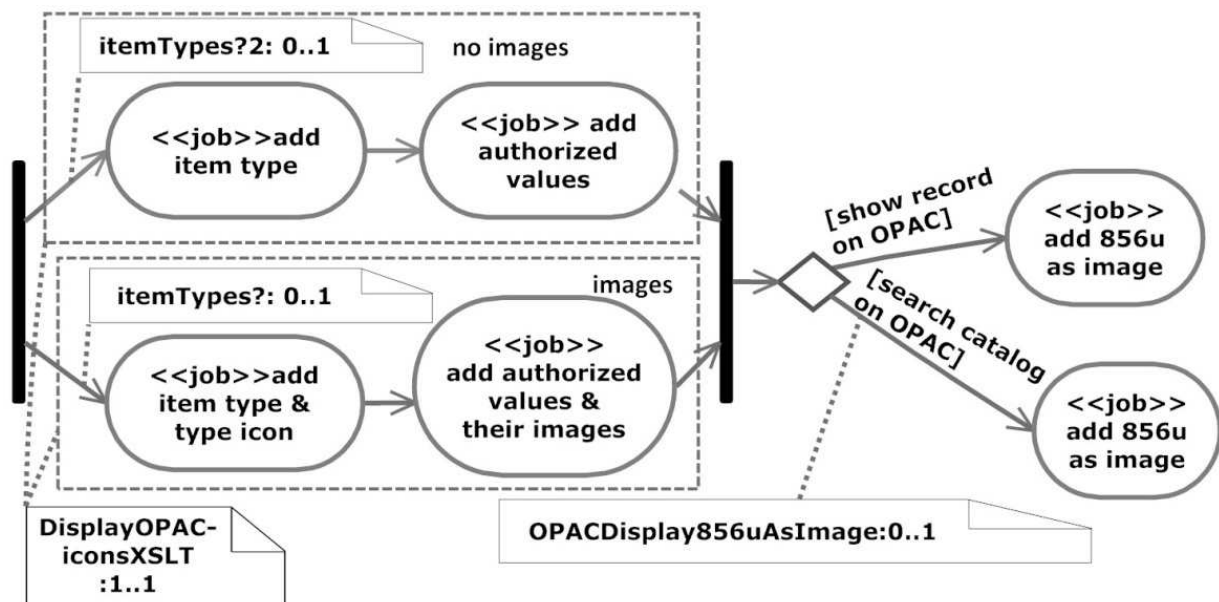 itemTypes?2: 0..1
no images
<<job>>add
item type
<<job>> add
authorized
values
itemTypes?: 0..1
images
<<job>>add
item type &
type icon
<<job>>
add authorized
values &
their images
[show record
on OPAC]
<<job>>
add 856u
as image
[search catalog
on OPAC]
<<job>>
add 856u
as image
DisplayOPAC-
iconsXSLT
:1..1
OPACDisplay856uAsImage:0..1